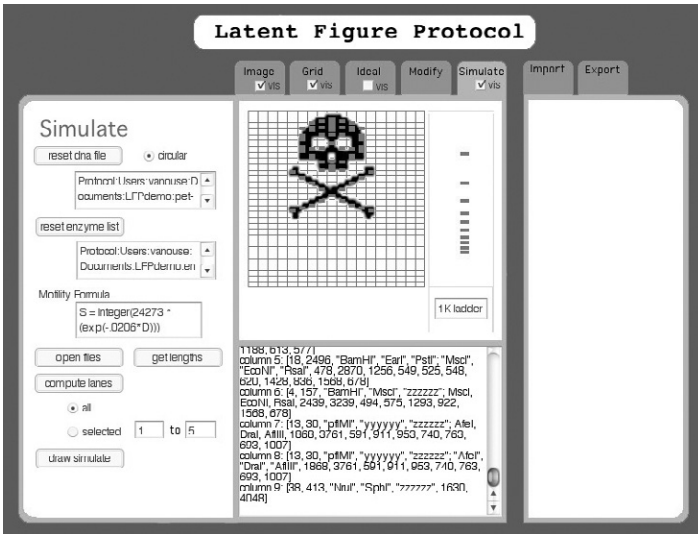 Latent Figure Protocol
Image Grid Ideal Modify Simulate Import Export
VIS VIS VIS VIS
Simulate
reset dna file circular
Protocol:Users:vanouse:D
ocuments:LFPdemo:pet-
reset enzyme list
Protocol:Users:vanouse:
Documents:LFPdemo:en
Motility Formula
S = Integer(24273 *
(exp(-.0206*D)))
open files get lengths
compute lanes
all
selected 1 to 5
draw simulate
1K ladder
1188, 613, 577]
column 5: [18, 2496, "BamHI", "EarI", "PstI"; "MscI",
"EcoNI", "RsaI", 478, 2870, 1256, 549, 525, 548,
620, 1428, 836, 1568, 678]
column 6: [4, 157, "BamHI", "MscI", "zzzzzz"; MscI,
EcoNI, RsaI, 2439, 3239, 494, 575, 1293, 922,
1568, 678]
column 7: [13, 30, "pflMI", "yyyyyy", "zzzzzz"; AfeI,
DraI, AflIII, 1060, 3761, 591, 911, 953, 740, 763,
693, 1007]
column 8: [13, 30, "pflMI", "yyyyyy", "zzzzzz"; "AfeI",
"DraI", "AflIII", 1868, 3761, 591, 911, 953, 740, 763,
693, 1007]
column 9: [38, 413, "NruI", "SphI", "zzzzzz", 1630,
4048]